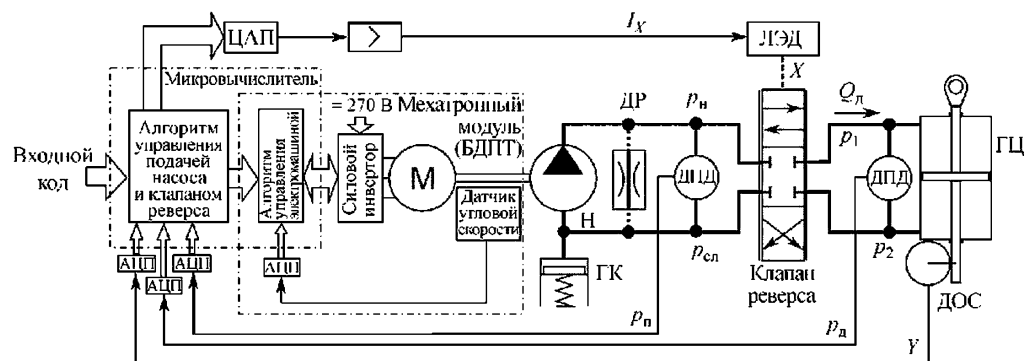 ЦАП
>
I_X
ЛЭД
X
Микровычислитель
= 270 В Мехатронный
модуль
(БДПТ)
Входной
код
Алгоритм
управления
подачей
насоса
и клапаном
реверса
Алгоритм
управления
электромашиной
Силовой
инвертор
М
Датчик
угловой
скорости
Н
ДР
p_н
ДПД
p_сл
Q_д
p_1
ДПД
p_2
ГЦ
АЦП
АЦП
АЦП
АЦП
ГК
Клапан
реверса
ДОС
p_п
p_д
Y